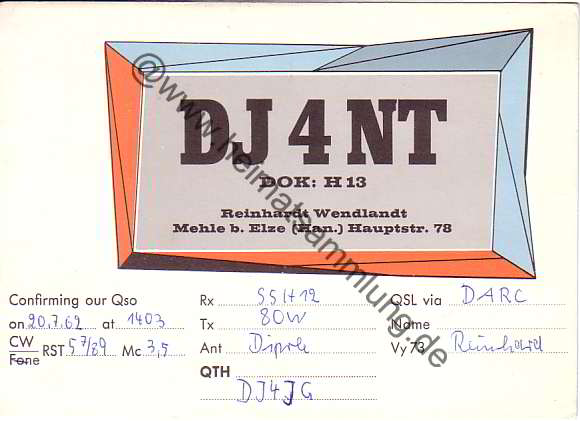 DJ 4 NT
DOK: H 13
Reinhardt Wendlandt
Mehle b. Elze (Han.) Hauptstr. 78
@www.heimatsammlung.de
Confirming our Qso
on 20.7.62 at 1403
CW
Fone
RST 57/89 Mc 3,5
Rx
Tx 80W
Ant Dipole
QTH
DJ4JG
QSL via DARC
Name
Vy 73 Reinhard